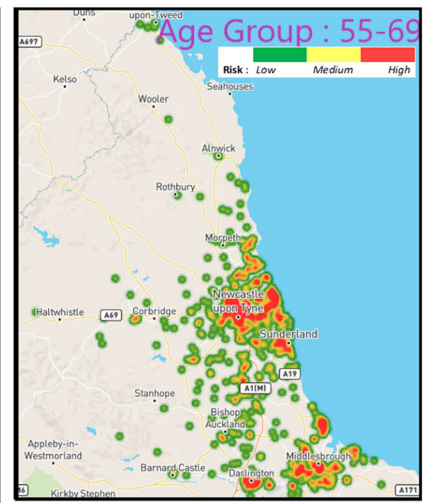 Duns
upon-Tweed
Age Group : 55-69
A697
Risk :
Low
Medium
High
Kelso
Seahouses
Wooler
Alnwick
Rothbury
Morpeth
Newcastle
upon Tyne
Haltwhistle
A69
Corbridge
Sunderland
A19
A1(M)
Stanhope
Bishop
Auckland
Appleby-in-
Westmorland
Middlesbrough
Barnard Castle
Darlington
M6
Kirkby Stephen
A171